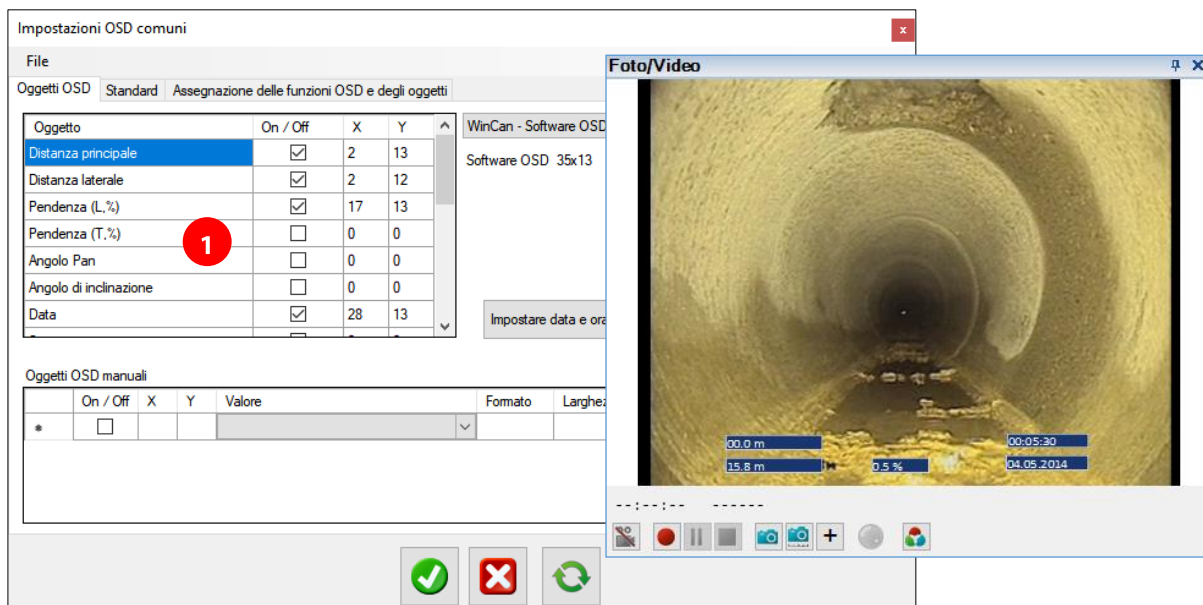 Impostazioni OSD comuni
x
File
Oggetti OSD Standard Assegnazione delle funzioni OSD e degli oggetti
Oggetto On / Off X Y
Distanza principale 2 13
Distanza laterale 2 12
Pendenza (L,%) 17 13
Pendenza (T,%) 0 0
Angolo Pan 0 0
Angolo di inclinazione 0 0
Data 28 13
1
WinCan - Software OSD
Software OSD 35x13
Impostare data e ora
Oggetti OSD manuali
On / Off X Y Valore Formato Larghez
*
Foto/Video
00.0 m 00:05:30
15.8 m 0.5 % 04.05.2014
--:--:-- ------